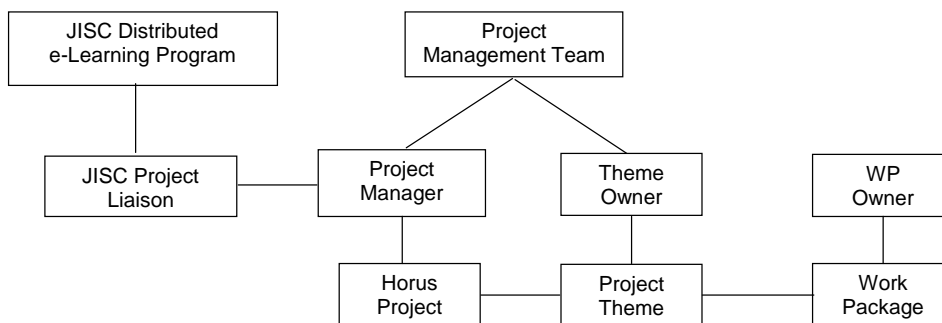 JISC Distributed
e-Learning Program
Project
Management Team
JISC Project
Liaison
Project
Manager
Theme
Owner
WP
Owner
Horus
Project
Project
Theme
Work
Package